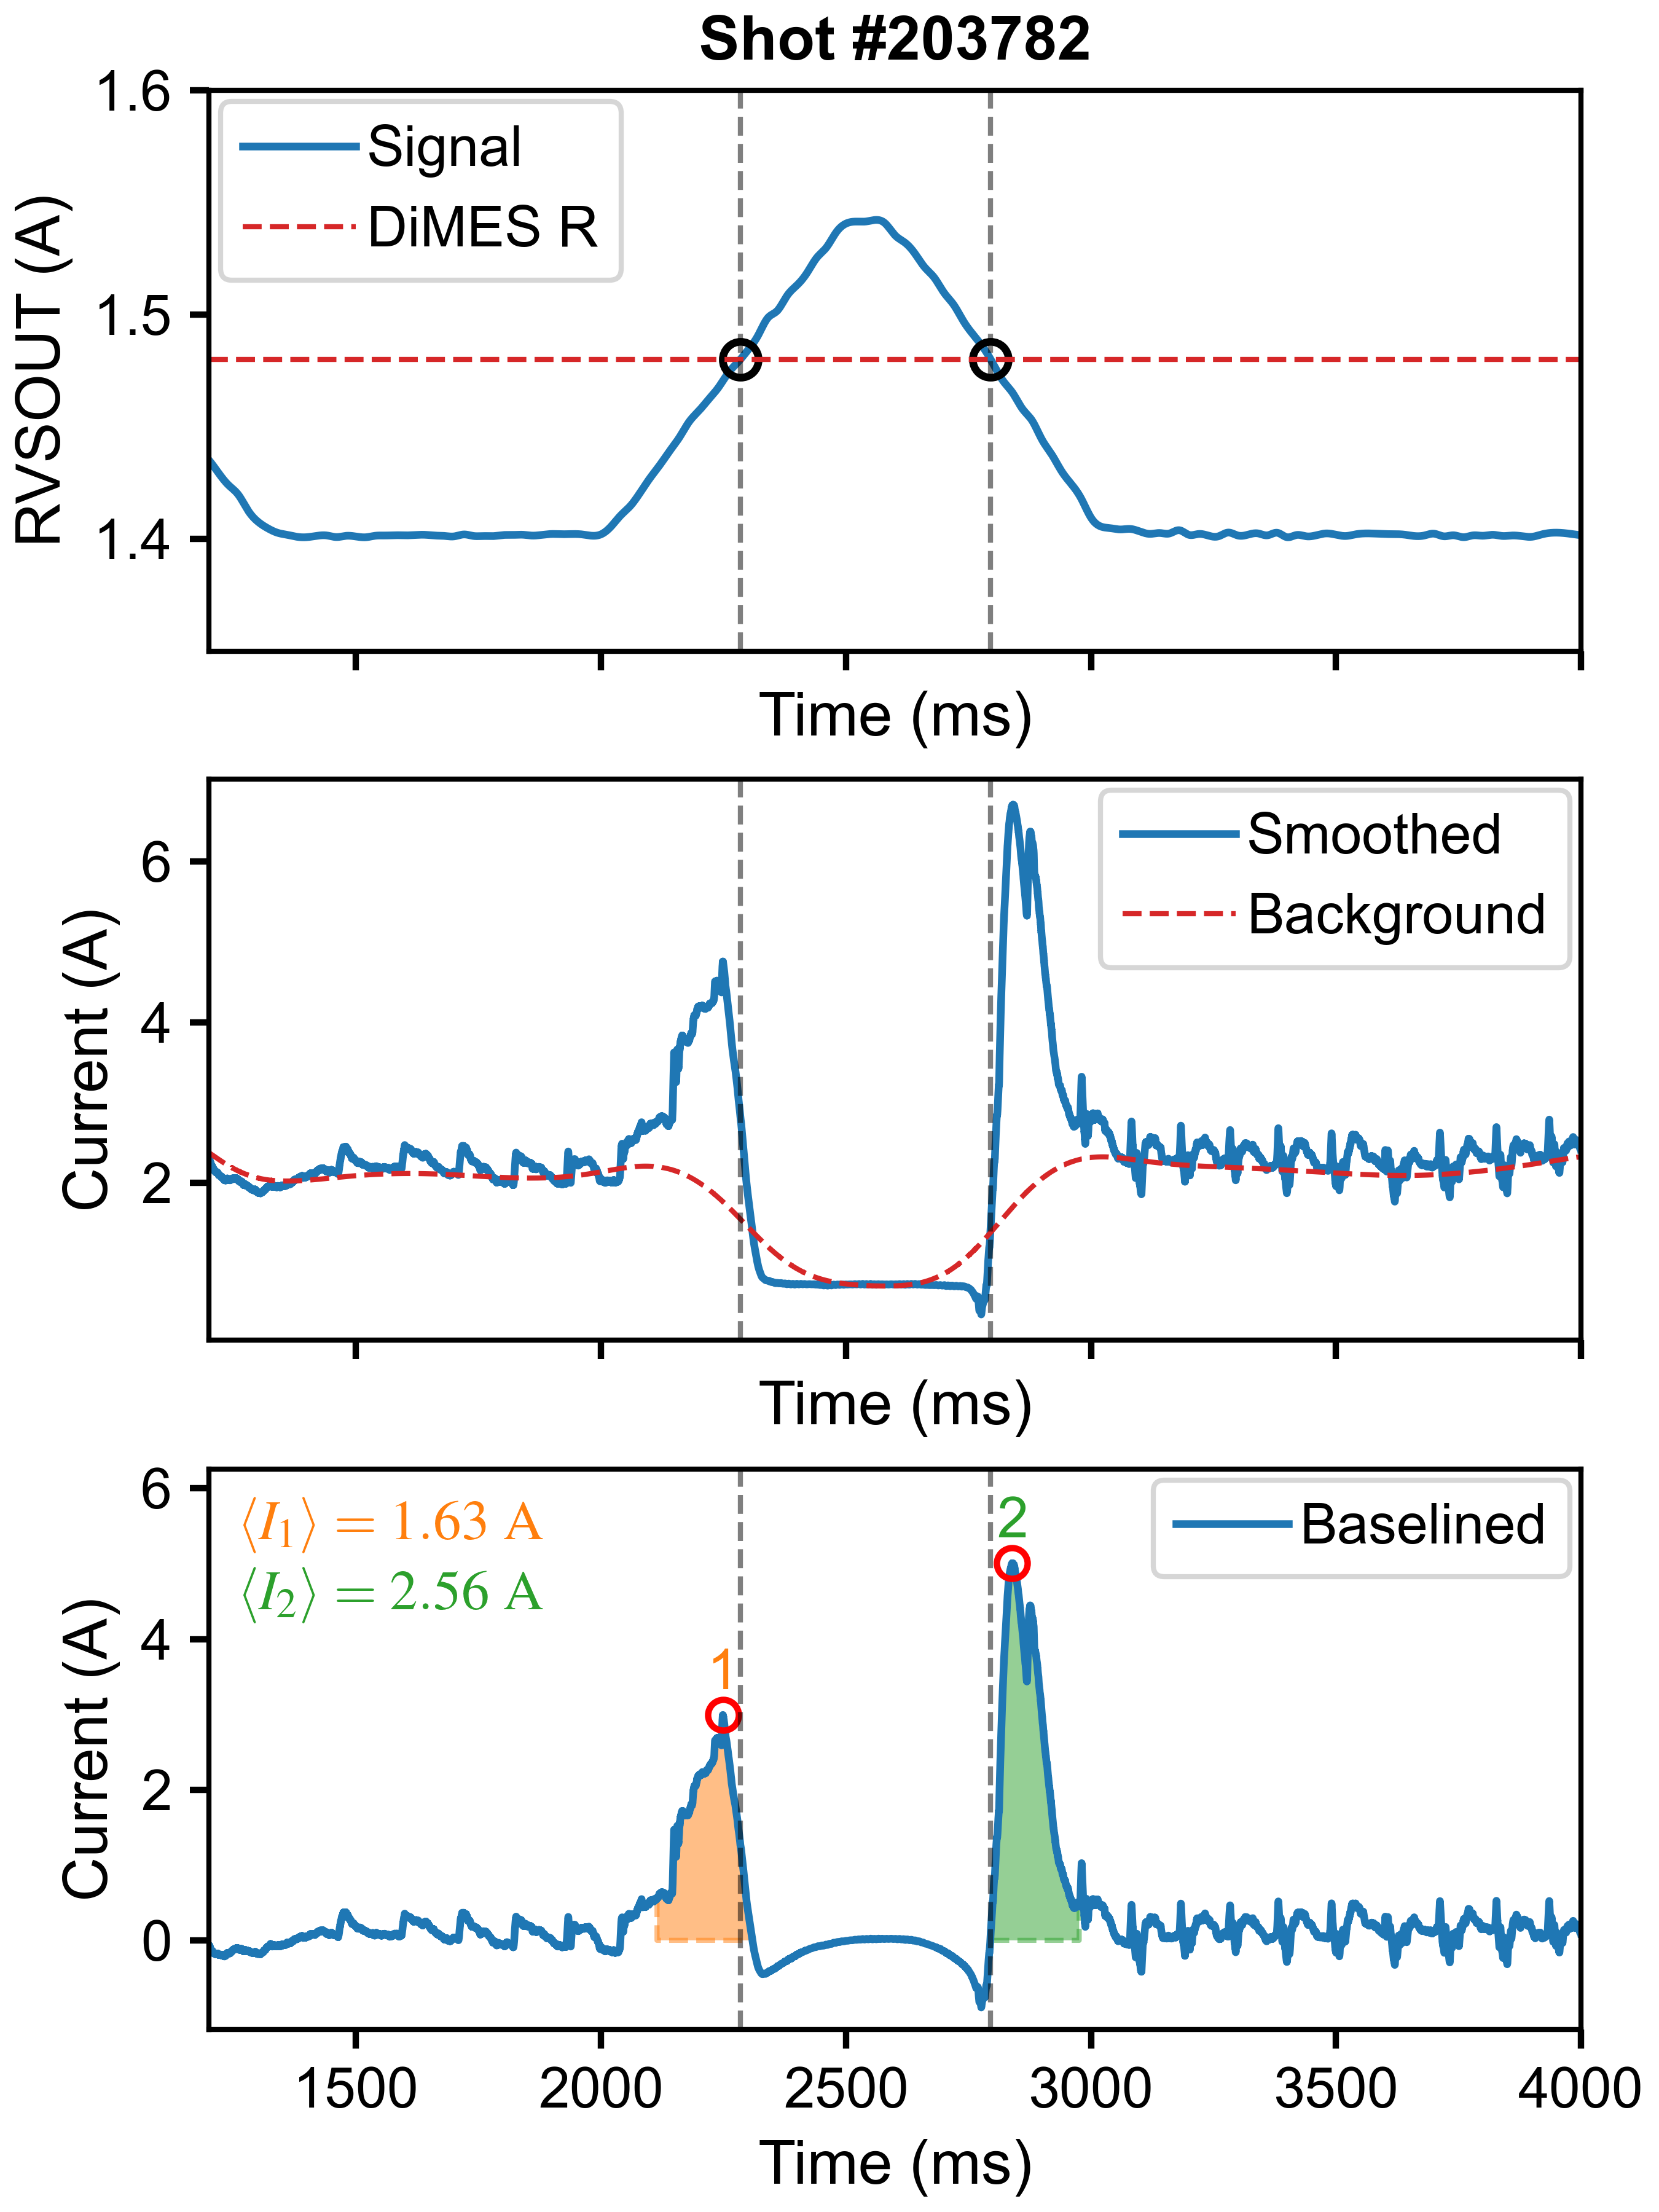 Shot #203782
1.6
1.5
1.4
RVSOUT (A)
Signal
DiMES R
Time (ms)
6
4
2
Current (A)
Smoothed
Background
Time (ms)
6
4
2
0
Current (A)
⟨I₁⟩ = 1.63 A
⟨I₂⟩ = 2.56 A
1
2
Baselined
1500 2000 2500 3000 3500 4000
Time (ms)